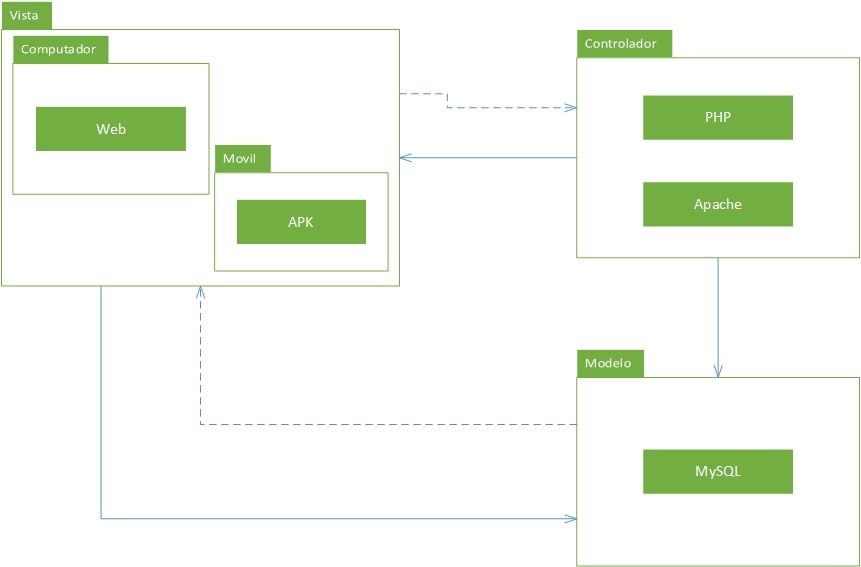 Vista
Computador
Web
Movil
APK
Controlador
PHP
Apache
Modelo
MySQL